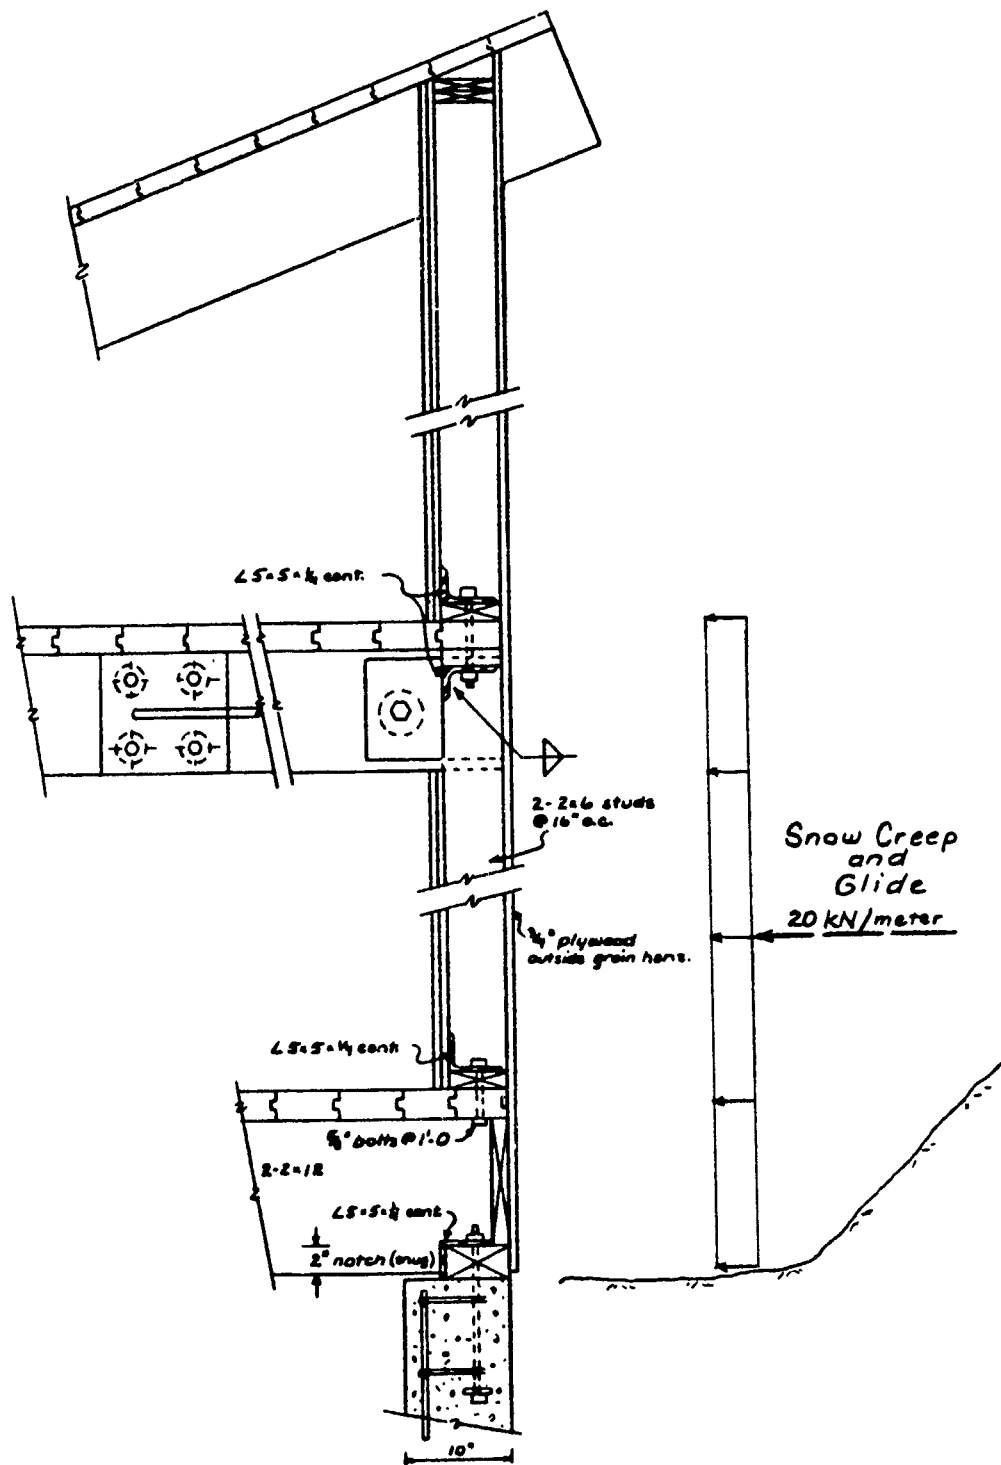 L5×5×¼ cont.
2-2×6 studs
@ 16" o.c.
Snow Creep
and
Glide
20 kN/meter
¾" plywood
outside grain horz.
L5×5×¼ cont
⅝" bolts @ 1'-0
2-2×12
L5×5×¼ cont
2" notch (snug)
10"